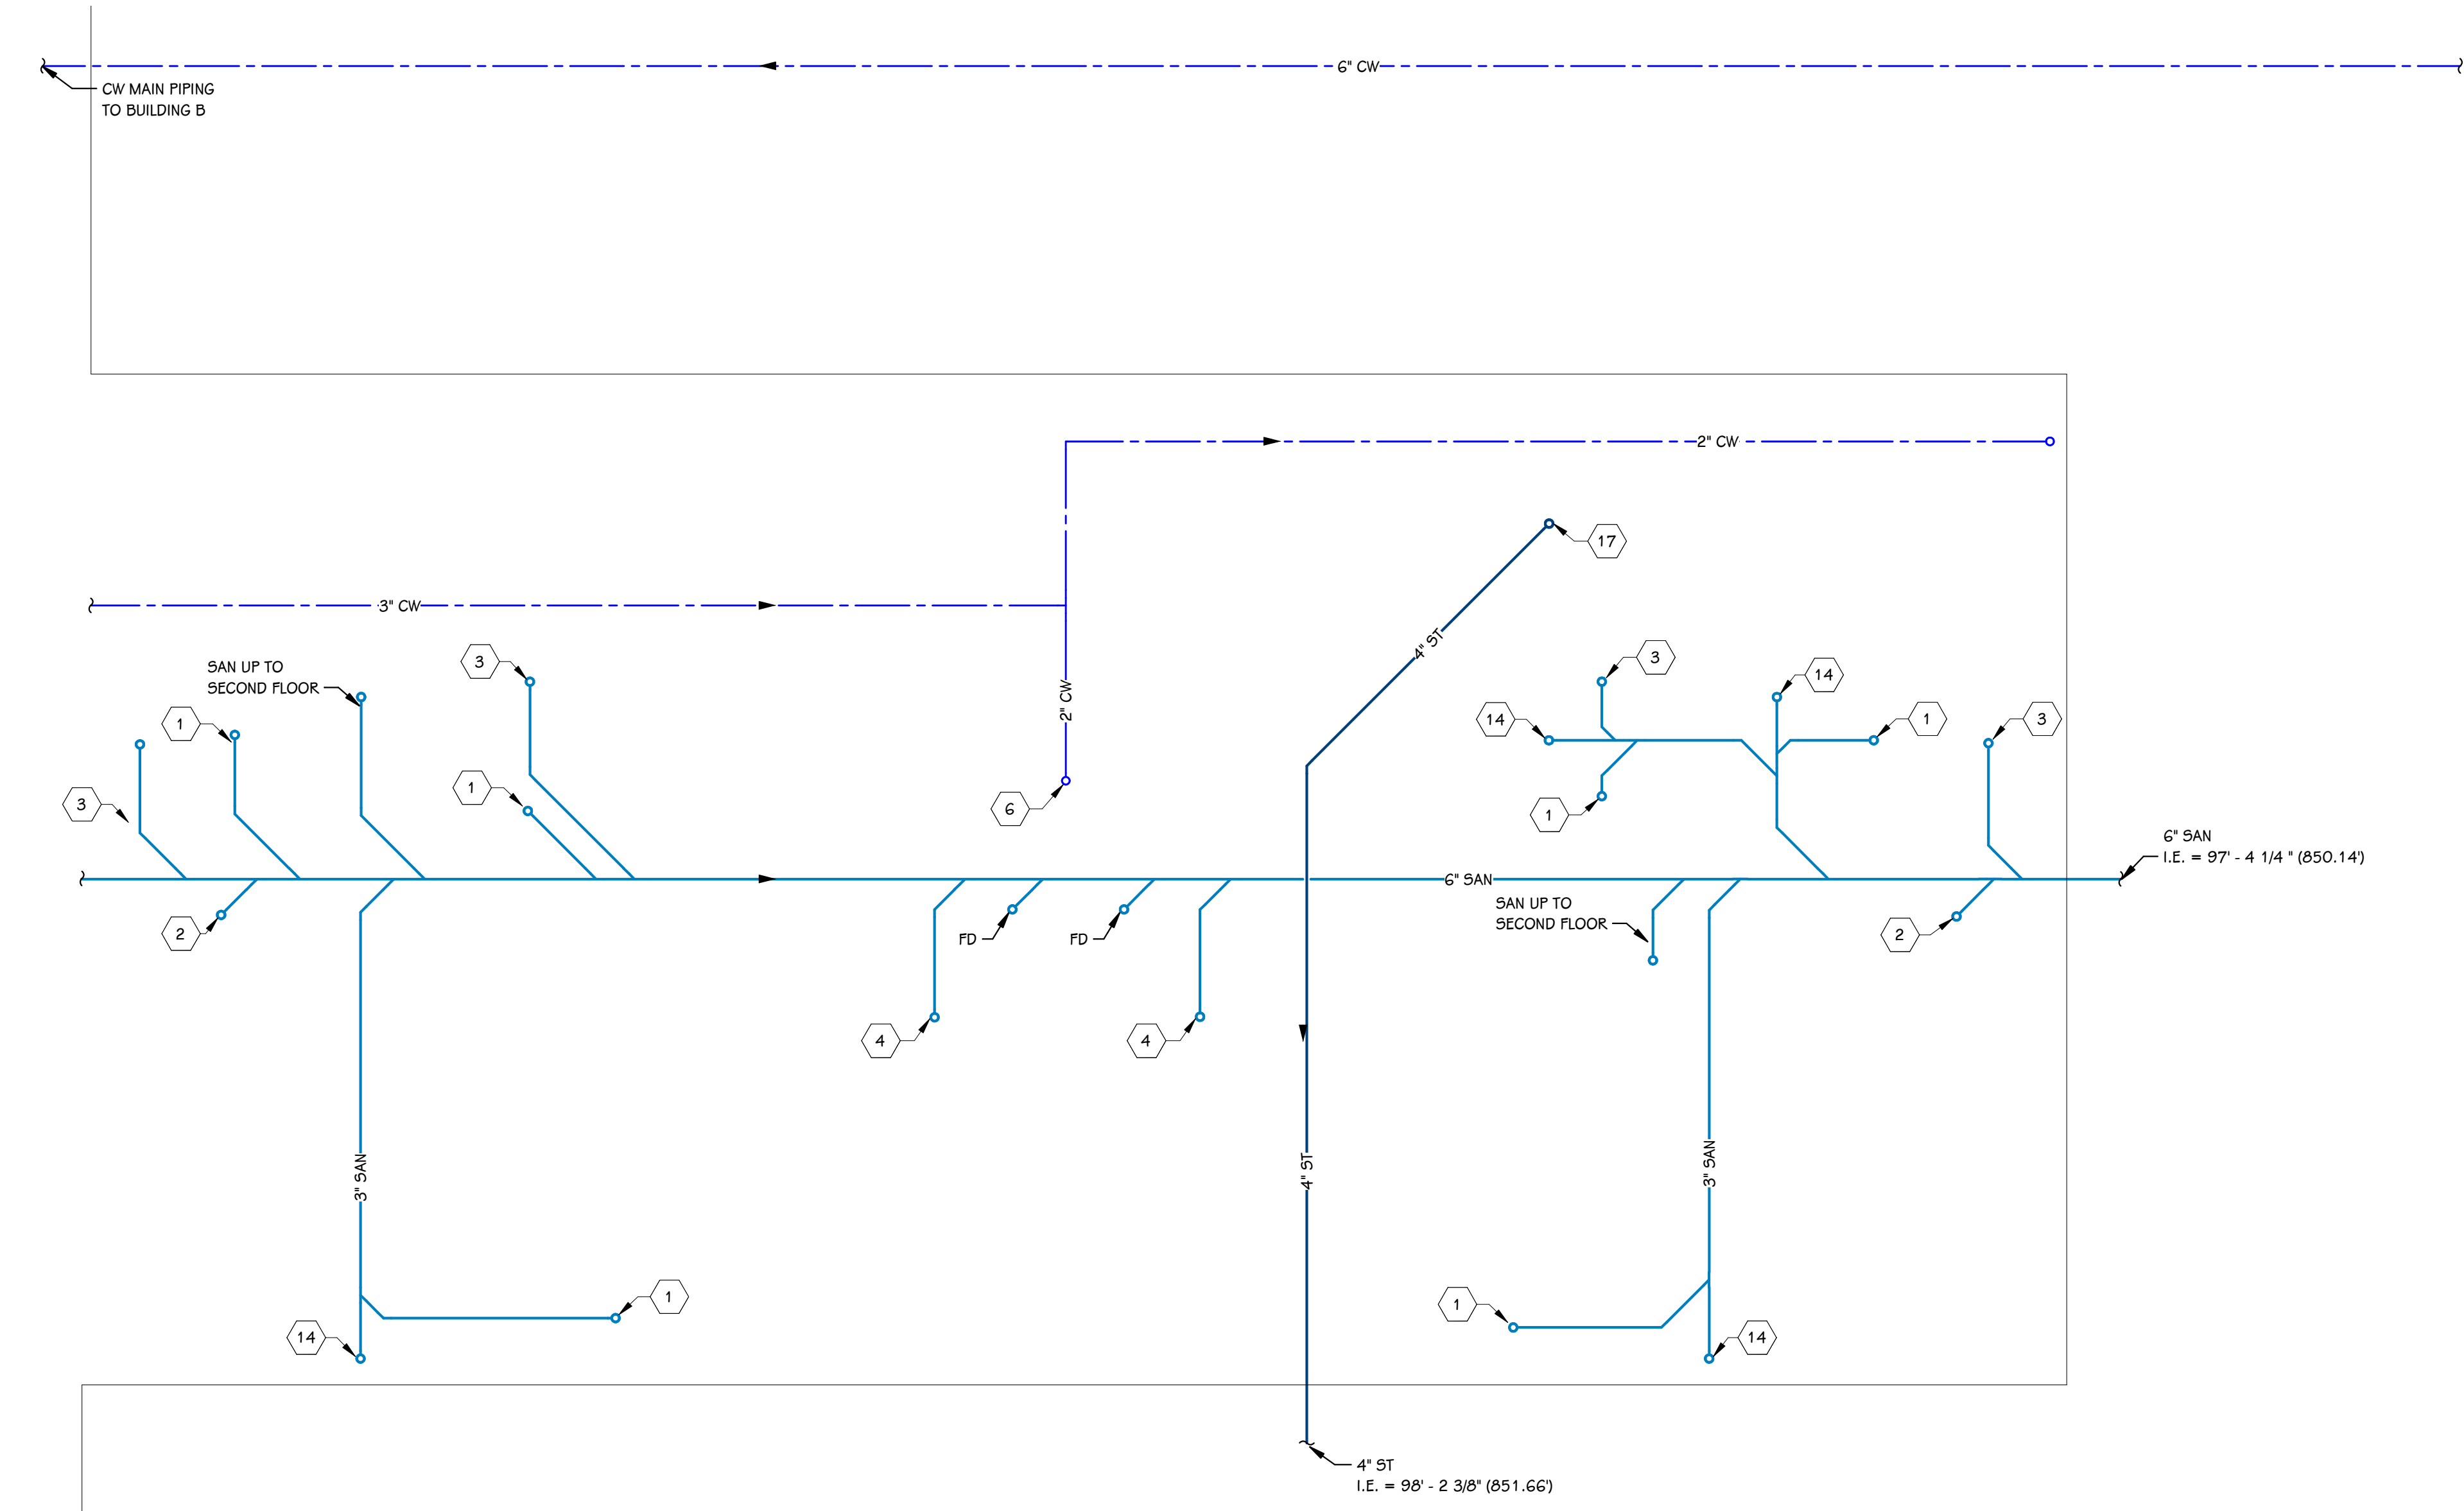 6" CW
CW MAIN PIPING
TO BUILDING B
2" CW
17
3" CW
4" ST
3
3
14
SAN UP TO
SECOND FLOOR
2" CW
1
14
1
3
1
3
6
1
6" SAN
I.E. = 97' - 4 1/4 " (850.14')
6" SAN
SAN UP TO
SECOND FLOOR
2
FD
FD
2
4
4
3" SAN
4" ST
3" SAN
1
1
14
14
4" ST
I.E. = 98' - 2 3/8" (851.66')